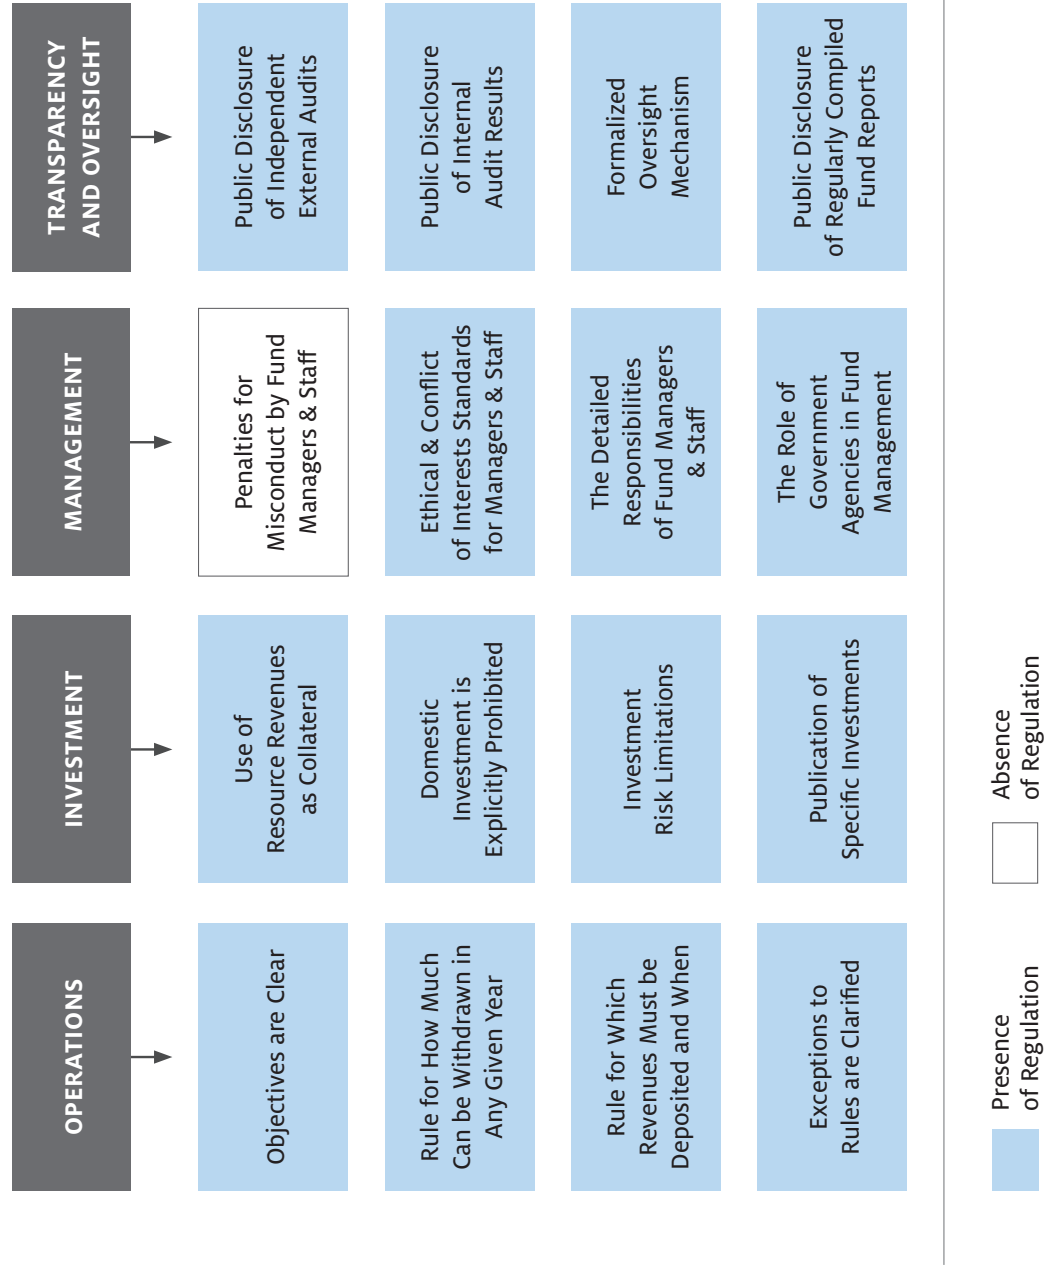 OPERATIONS
Objectives are Clear
Rule for How Much
Can be Withdrawn in
Any Given Year
Rule for Which
Revenues Must be
Deposited and When
Exceptions to
Rules are Clarified
INVESTMENT
Use of
Resource Revenues
as Collateral
Domestic
Investment is
Explicitly Prohibited
Investment
Risk Limitations
Publication of
Specific Investments
MANAGEMENT
Penalties for
Misconduct by Fund
Managers & Staff
Ethical & Conflict
of Interests Standards
for Managers & Staff
The Detailed
Responsibilities
of Fund Managers
& Staff
The Role of
Government
Agencies in Fund
Management
TRANSPARENCY
AND OVERSIGHT
Public Disclosure
of Independent
External Audits
Public Disclosure
of Internal
Audit Results
Formalized
Oversight
Mechanism
Public Disclosure
of Regularly Compiled
Fund Reports
Presence
of Regulation
Absence
of Regulation